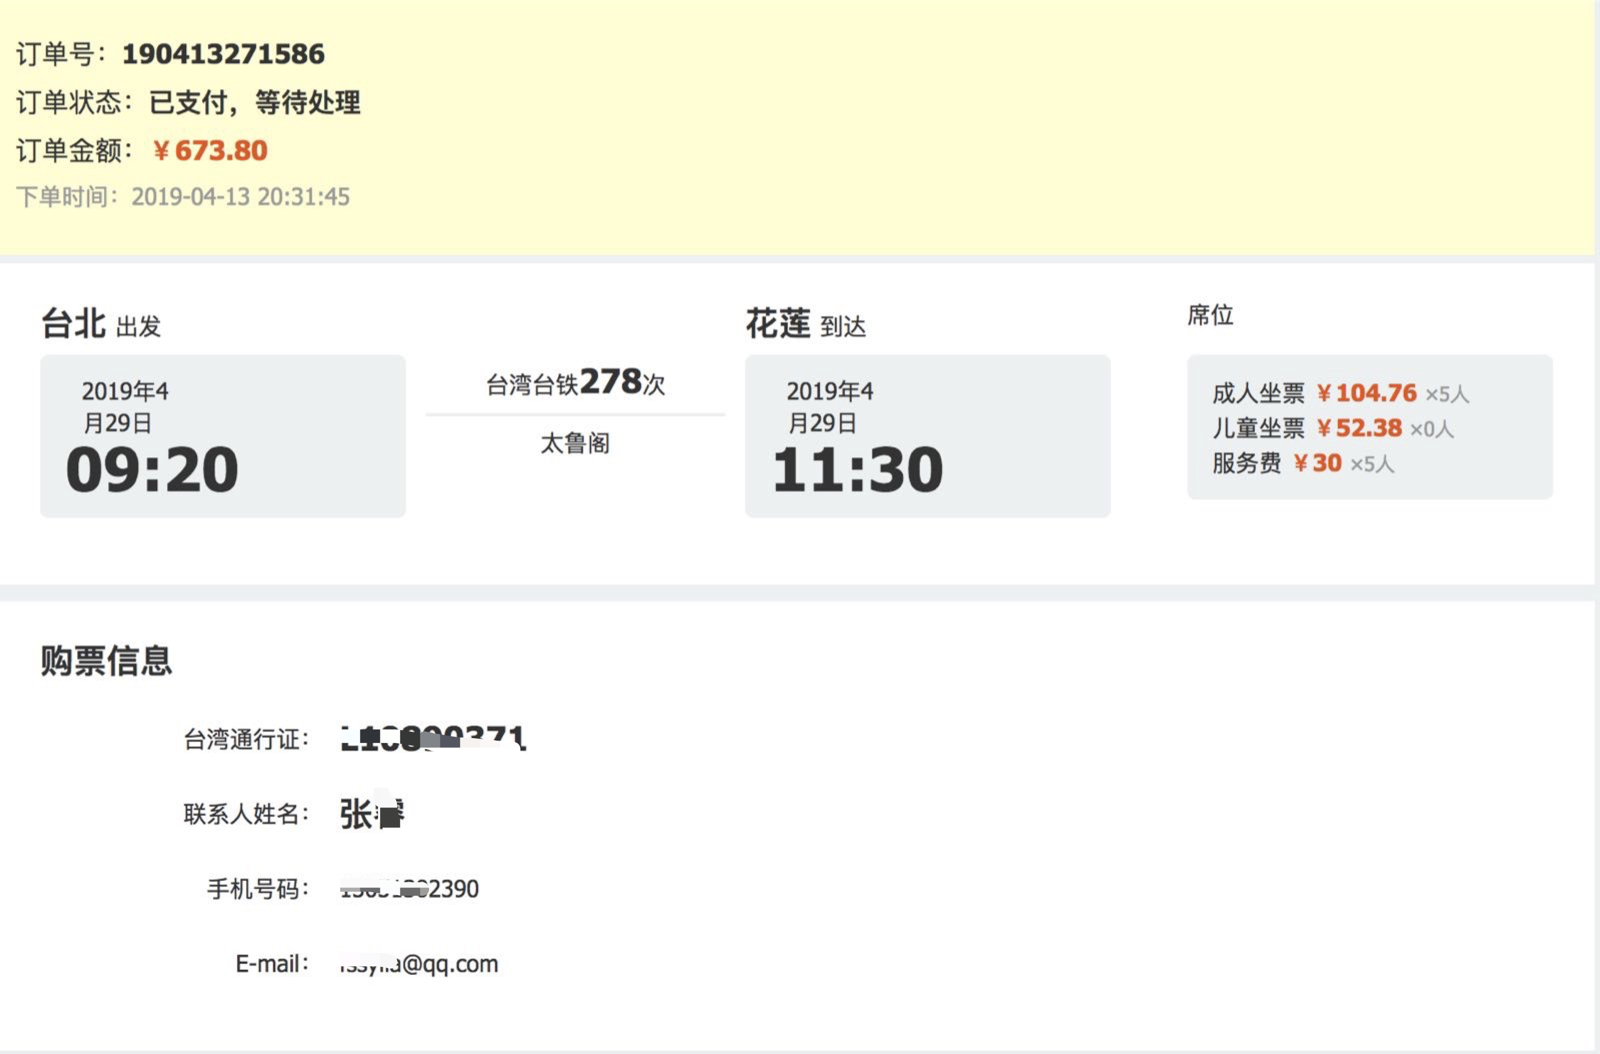 订单号：190413271586
订单状态：已支付，等待处理
订单金额：￥673.80
下单时间：2019-04-13 20:31:45
台北 出发
2019年4
月29日
09:20
台湾台铁278次
太鲁阁
花莲 到达
2019年4
月29日
11:30
席位
成人坐票 ￥104.76 ×5人
儿童坐票 ￥52.38 ×0人
服务费 ￥30 ×5人
购票信息
台湾通行证：
联系人姓名： 张
手机号码： 2390
E-mail： @qq.com